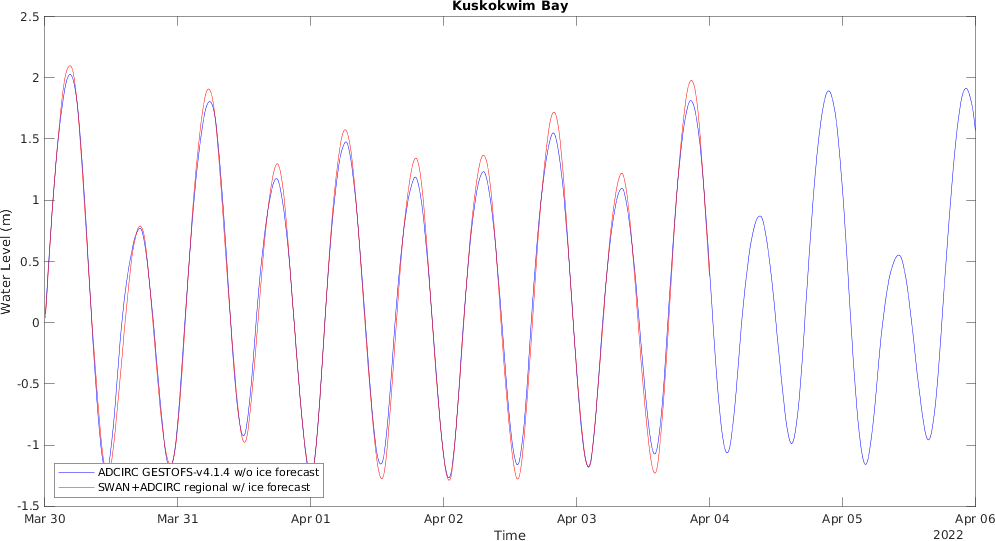 Kuskokwim Bay
2.5
2
1.5
1
0.5
0
-0.5
-1
-1.5
Water Level (m)
ADCIRC GESTOFS-v4.1.4 w/o ice forecast
SWAN+ADCIRC regional w/ ice forecast
Mar 30 Mar 31 Apr 01 Apr 02 Apr 03 Apr 04 Apr 05 Apr 06
Time
2022